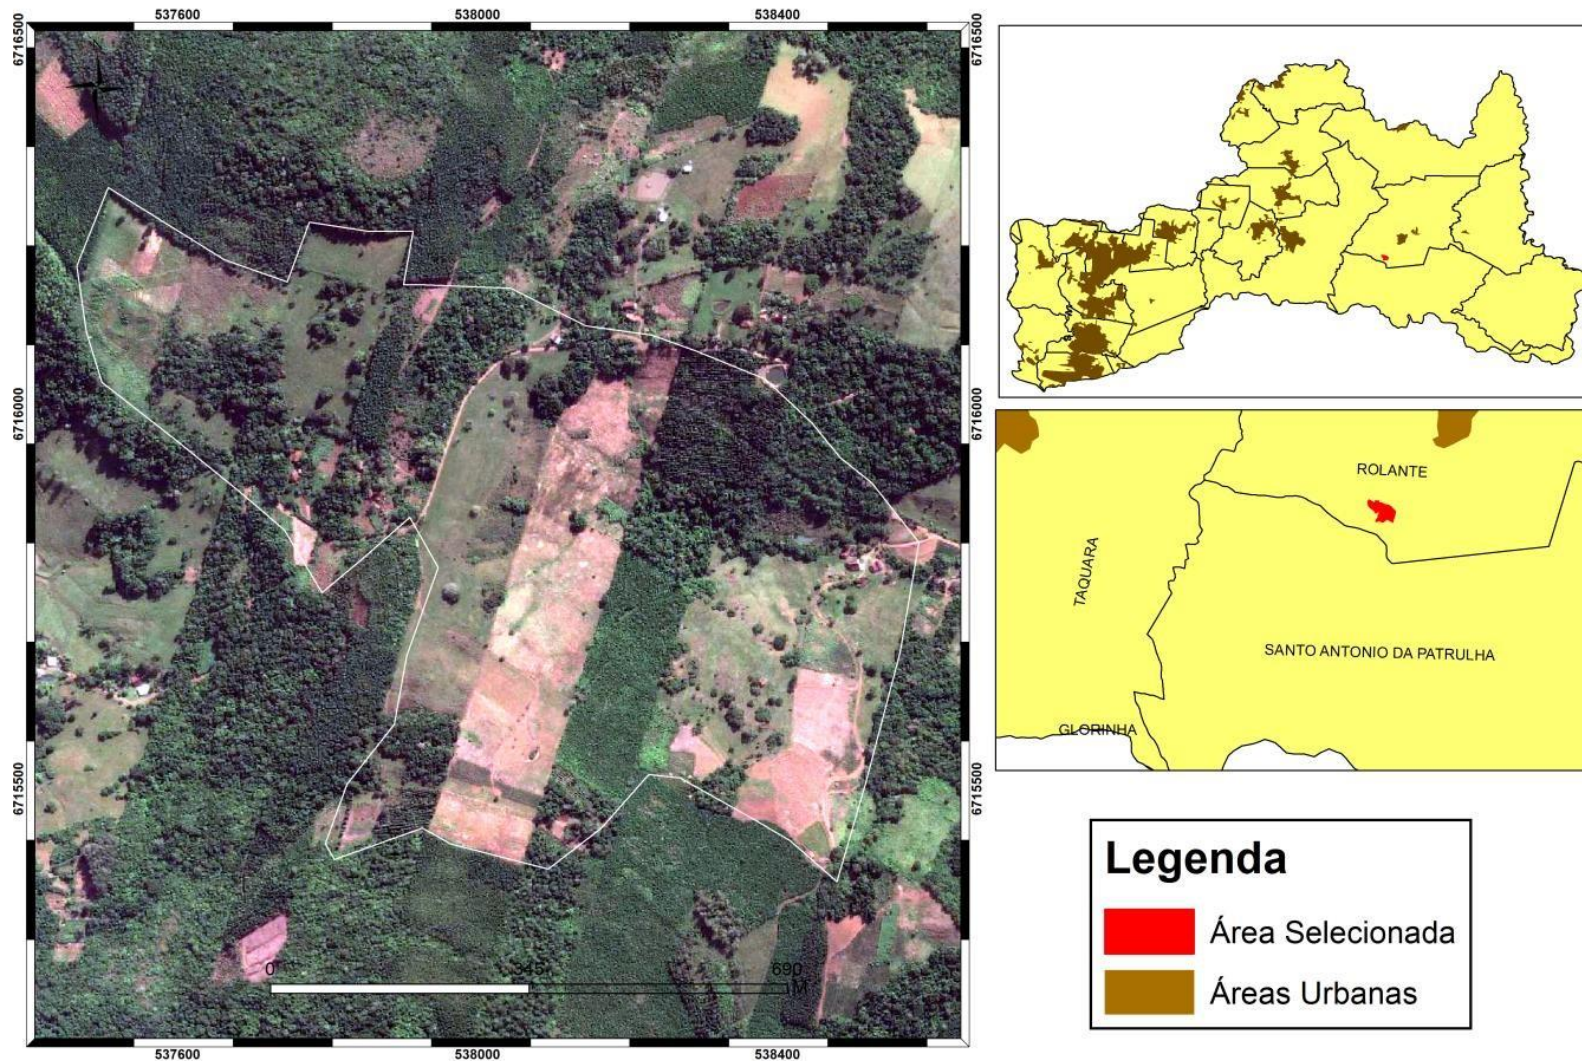 537600
538000
538400
6716500
6716500
6716000
6716000
6715500
6715500
0
345
690
M
537600
538000
538400
ROLANTE
TAQUARA
SANTO ANTONIO DA PATRULHA
GLORINHA
Legenda
Área Selecionada
Áreas Urbanas